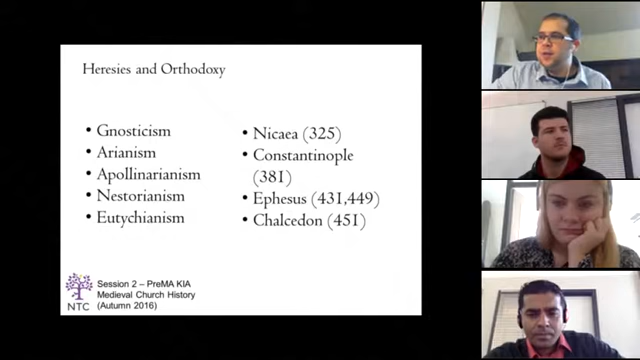 Heresies and Orthodoxy
• Gnosticism
• Arianism
• Apollinarianism
• Nestorianism
• Eutychianism
• Nicaea (325)
• Constantinople
(381)
• Ephesus (431,449)
• Chalcedon (451)
NTC
Session 2 – PreMA KIA
Medieval Church History
(Autumn 2016)